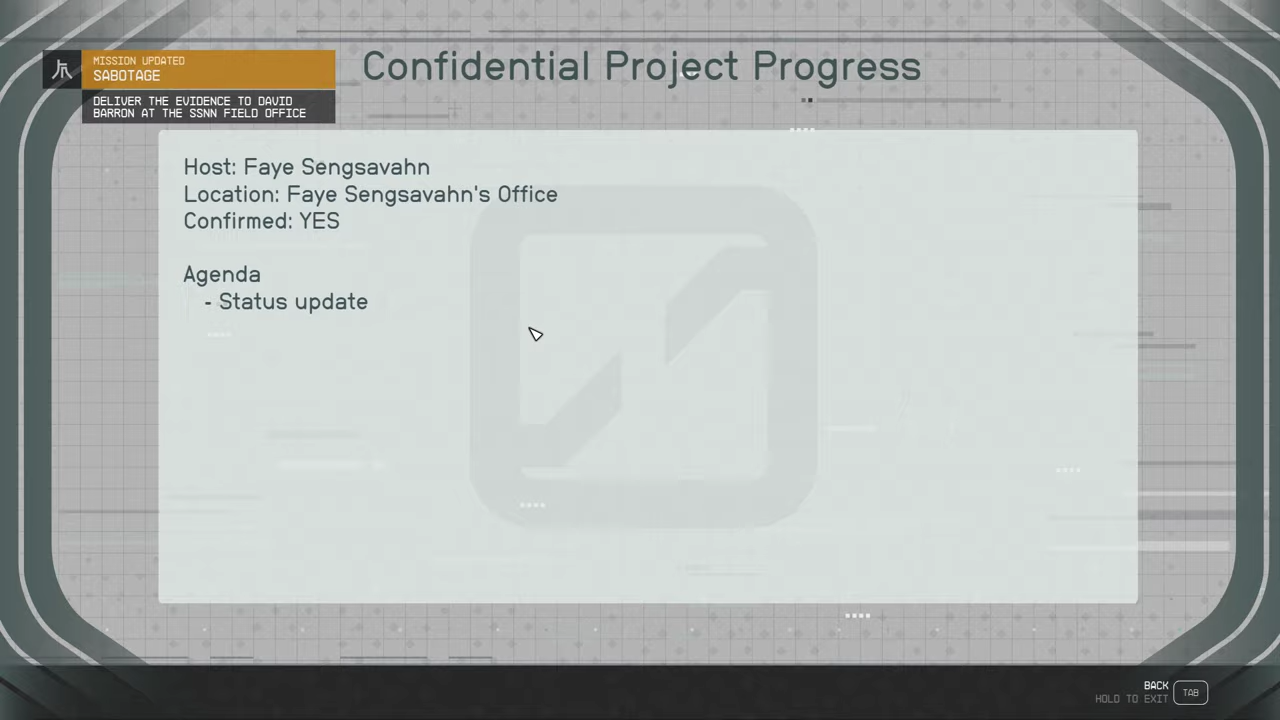 MISSION UPDATED
SABOTAGE
DELIVER THE EVIDENCE TO DAVID
BARRON AT THE SSNN FIELD OFFICE
Confidential Project Progress
Host: Faye Sengsavahn
Location: Faye Sengsavahn's Office
Confirmed: YES
Agenda
- Status update
BACK
HOLD TO EXIT
TAB